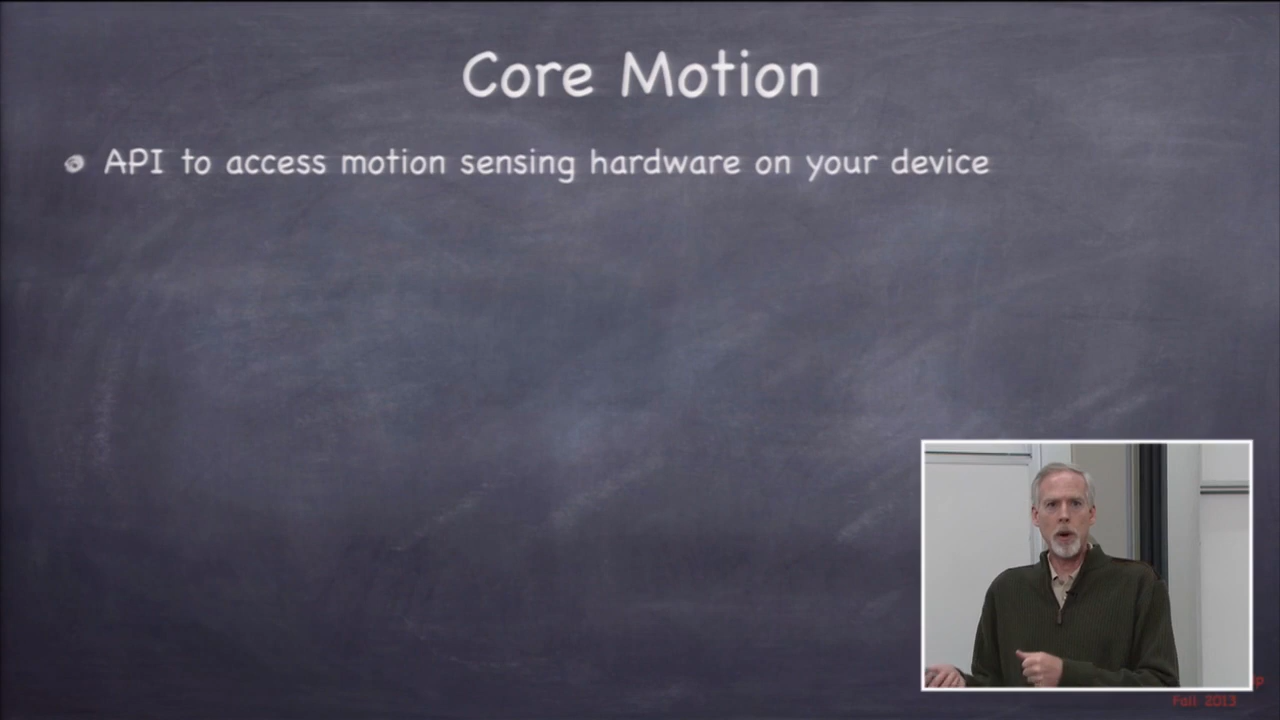 Core Motion
API to access motion sensing hardware on your device
Fall 2013